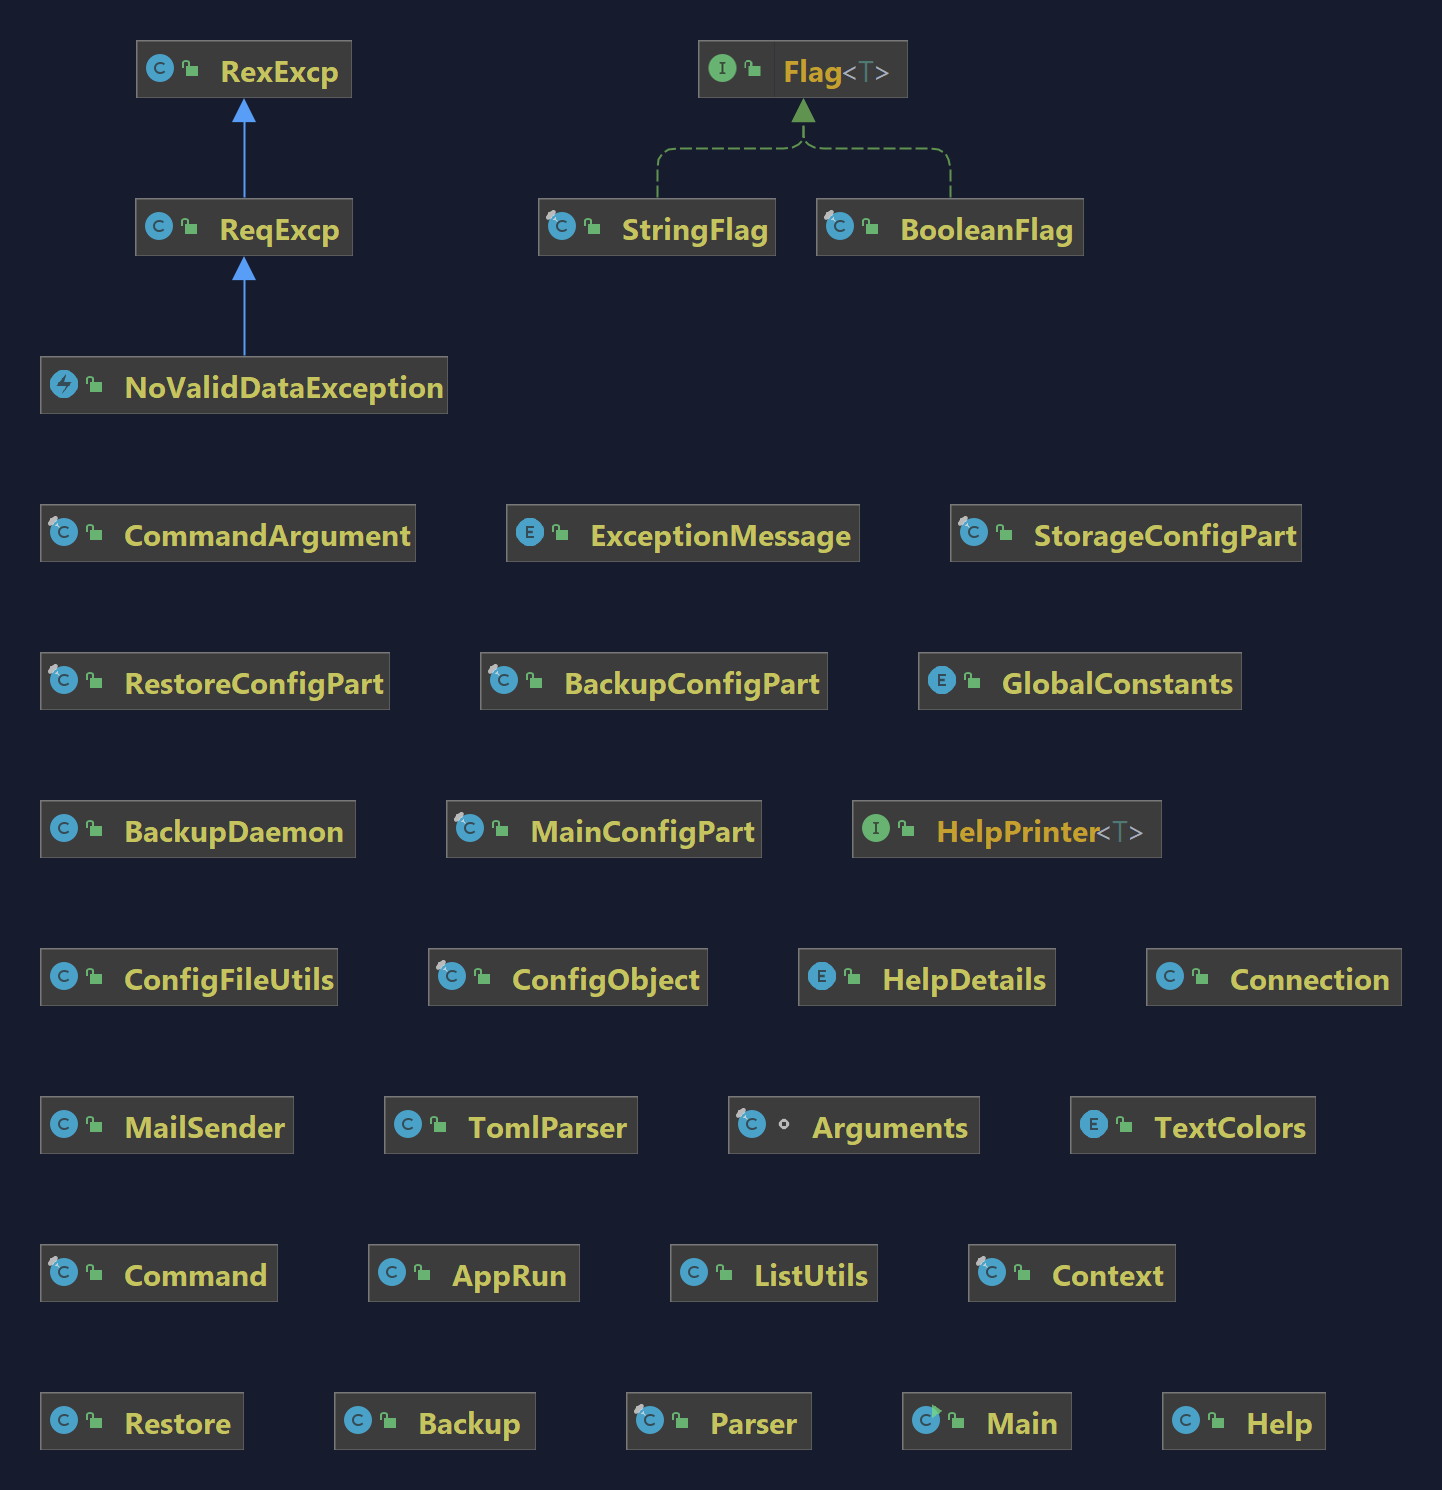 RexExcp
Flag<T>
ReqExcp
StringFlag
BooleanFlag
NoValidDataException
CommandArgument
ExceptionMessage
StorageConfigPart
RestoreConfigPart
BackupConfigPart
GlobalConstants
BackupDaemon
MainConfigPart
HelpPrinter<T>
ConfigFileUtils
ConfigObject
HelpDetails
Connection
MailSender
TomlParser
Arguments
TextColors
Command
AppRun
ListUtils
Context
Restore
Backup
Parser
Main
Help